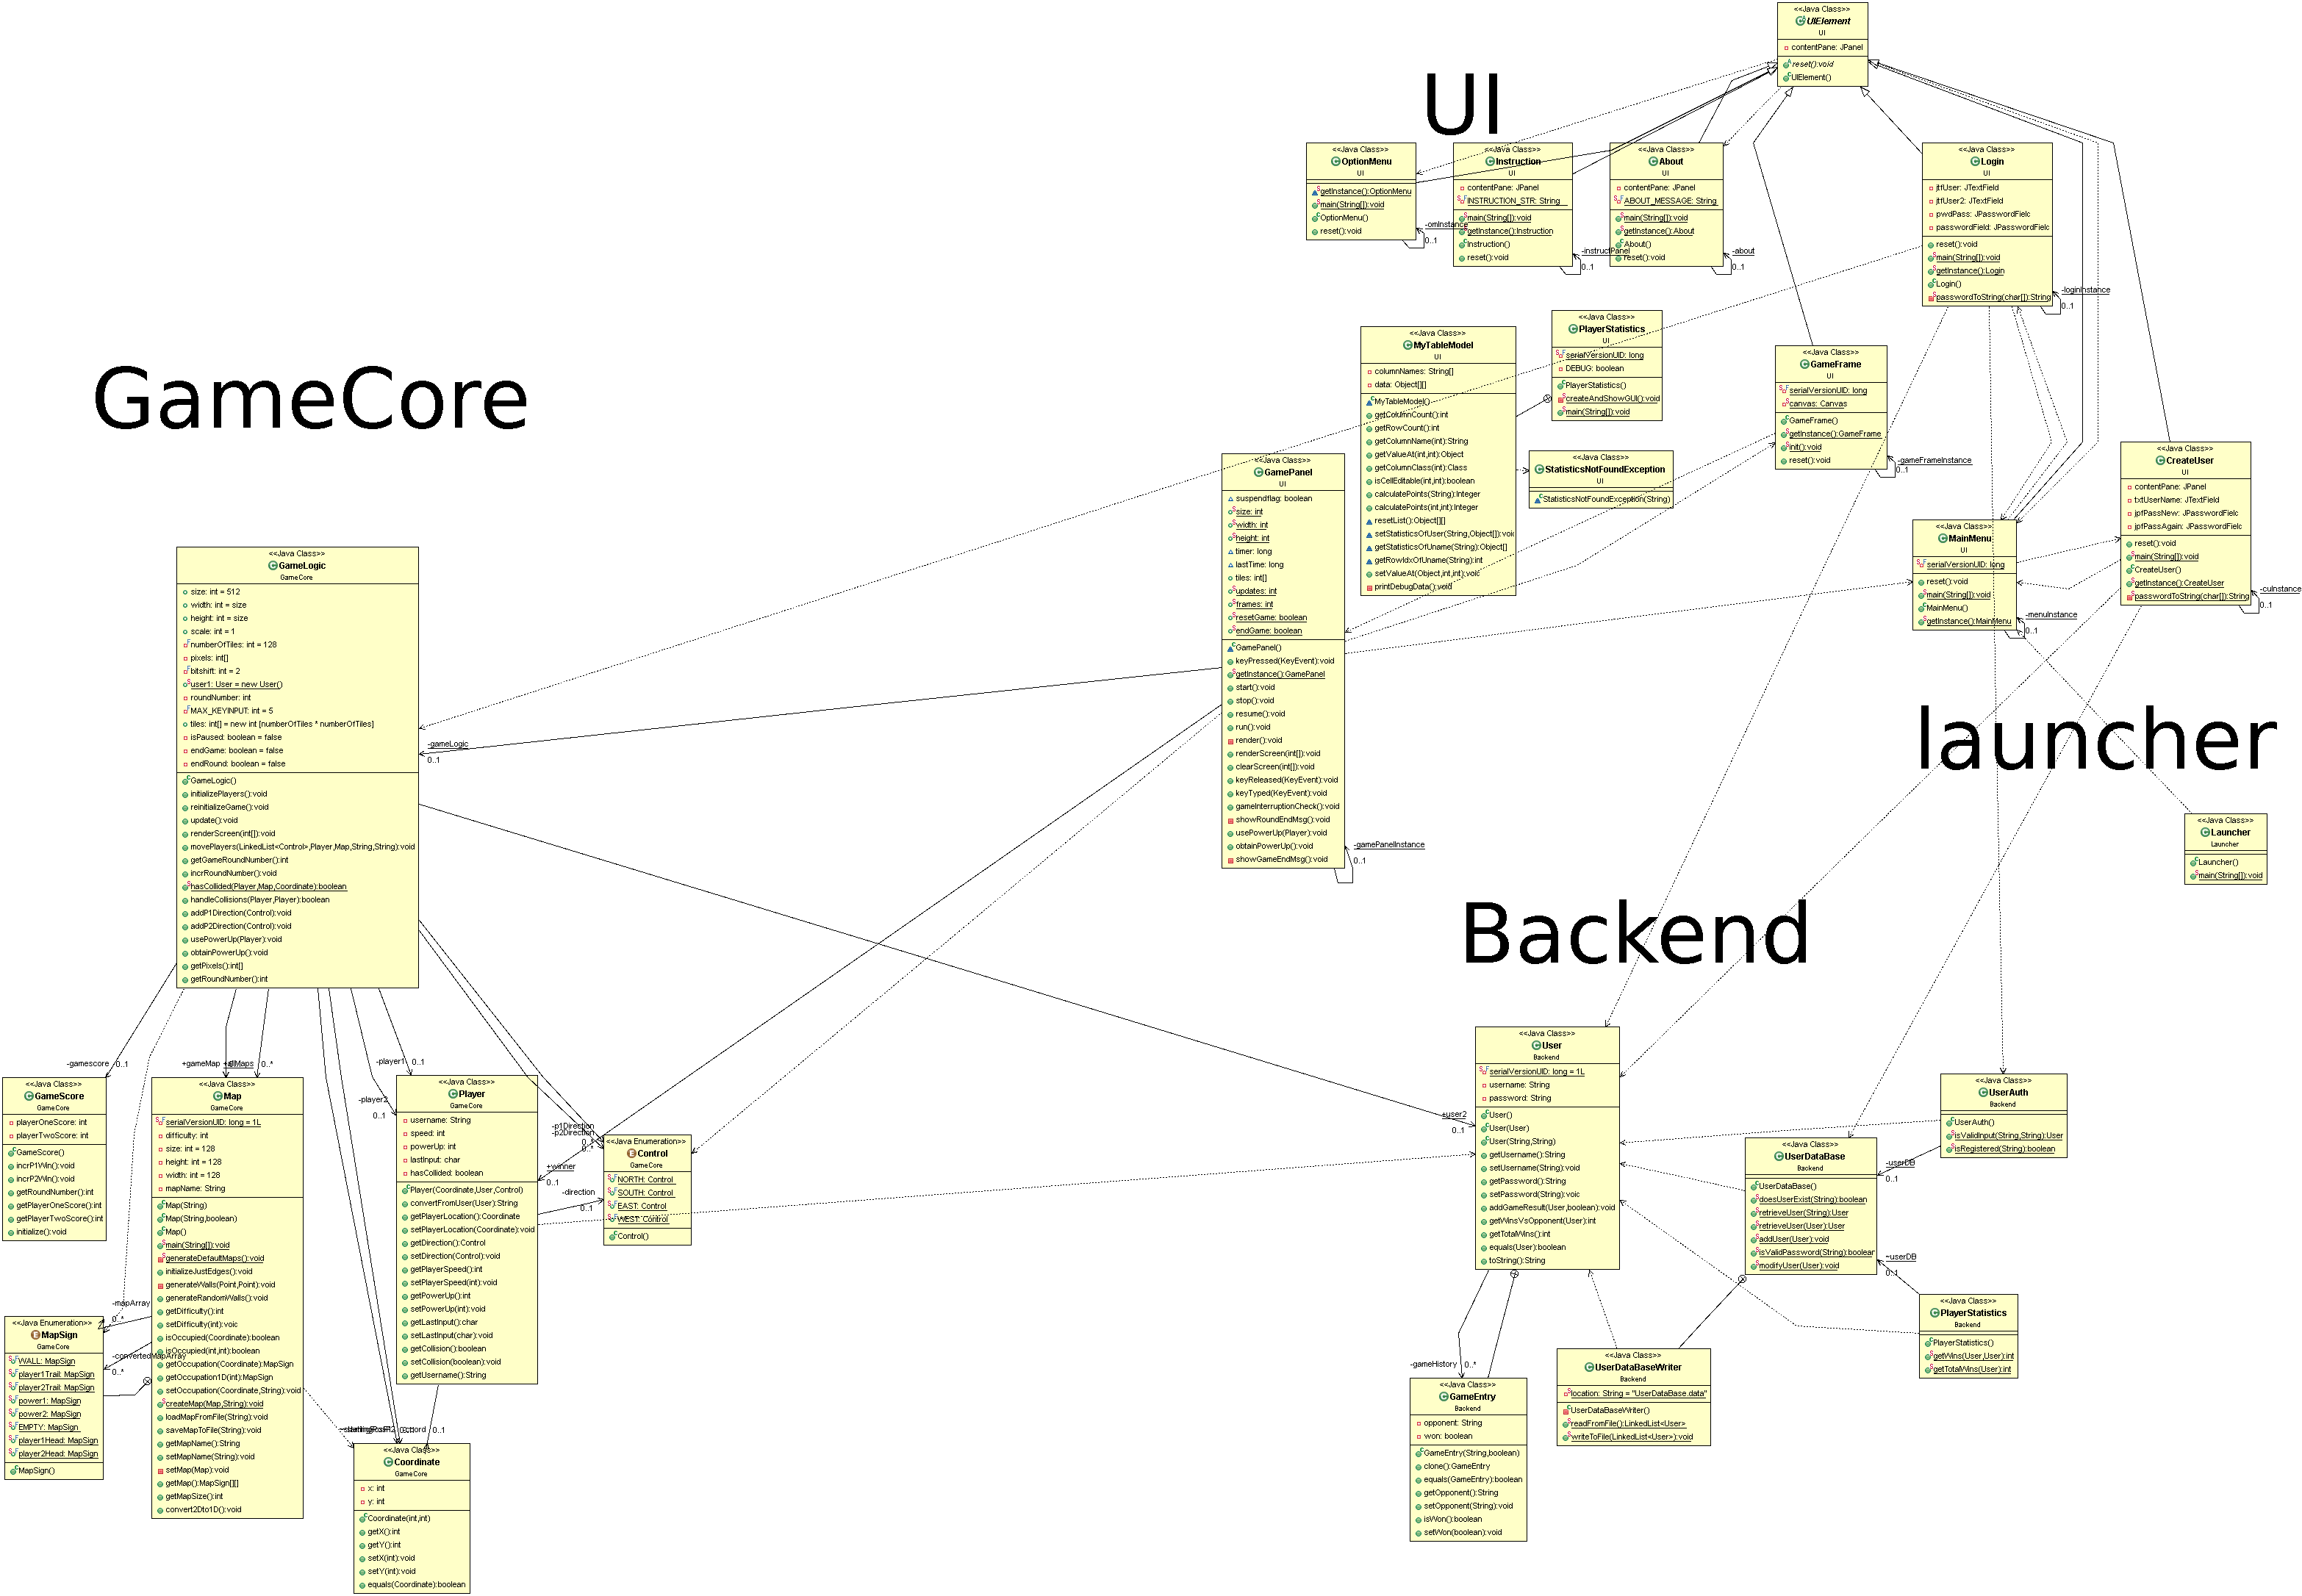 <<Java Class>>
UIElement
UI
contentPane: JPanel
reset():void
UIElement()
UI
<<Java Class>>
OptionMenu
UI
getInstance():OptionMenu
main(String[]):void
OptionMenu()
reset():void
-omInstance
0..1
<<Java Class>>
Instruction
UI
contentPane: JPanel
INSTRUCTION_STR: String
main(String[]):void
getInstance():Instruction
Instruction()
reset():void
-instructPanel
0..1
<<Java Class>>
About
UI
contentPane: JPanel
ABOUT_MESSAGE: String
main(String[]):void
getInstance():About
About()
reset():void
-about
0..1
<<Java Class>>
Login
UI
jtfUser: JTextField
jtfUser2: JTextField
pwdPass: JPasswordFielc
passwordField: JPasswordFielc
reset():void
main(String[]):void
getInstance():Login
Login()
passwordToString(char[]):String
-loginInstance
0..1
<<Java Class>>
MyTableModel
UI
columnNames: String[]
data: Object[][]
MyTableModel()
getColumnCount():int
getRowCount():int
getColumnName(int):String
getValueAt(int,int):Object
getColumnClass(int):Class
isCellEditable(int,int):boolean
calculatePoints(String):Integer
calculatePoints(int,int):Integer
resetList():Object[][]
setStatisticsOfUser(String,Object[]):void
getStatisticsOfUname(String):Object[]
getRowIdxOfUname(String):int
setValueAt(Object,int,int):void
printDebugData():void
<<Java Class>>
PlayerStatistics
UI
serialVersionUID: long
DEBUG: boolean
PlayerStatistics()
createAndShowGUI():void
main(String[]):void
<<Java Class>>
StatisticsNotFoundException
UI
StatisticsNotFoundException(String)
<<Java Class>>
GameFrame
UI
serialVersionUID: long
canvas: Canvas
GameFrame()
getInstance():GameFrame
init():void
reset():void
-gameFrameInstance
0..1
<<Java Class>>
CreateUser
UI
contentPane: JPanel
txtUserName: JTextField
jpfPassNew: JPasswordFielc
jpfPassAgain: JPasswordFielc
reset():void
main(String[]):void
CreateUser()
getInstance():CreateUser
passwordToString(char[]):String
-cuInstance
0..1
<<Java Class>>
MainMenu
UI
serialVersionUID: long
reset():void
main(String[]):void
MainMenu()
getInstance():MainMenu
-menuInstance
0..1
<<Java Class>>
GamePanel
UI
suspendflag: boolean
size: int
width: int
height: int
timer: long
lastTime: long
tiles: int[]
updates: int
frames: int
resetGame: boolean
endGame: boolean
GamePanel()
keyPressed(KeyEvent):void
getInstance():GamePanel
start():void
stop():void
resume():void
run():void
render():void
renderScreen(int[]):void
clearScreen(int[]):void
keyReleased(KeyEvent):void
keyTyped(KeyEvent):void
gameInterruptionCheck():void
showRoundEndMsg():void
usePowerUp(Player):void
obtainPowerUp():void
showGameEndMsg():void
-gamePanelInstance
0..1
GameCore
<<Java Class>>
GameLogic
GameCore
size: int = 512
width: int = size
height: int = size
scale: int = 1
numberOfTiles: int = 128
pixels: int[]
bitshift: int = 2
user1: User = new User()
roundNumber: int
MAX_KEYINPUT: int = 5
tiles: int[] = new int [numberOfTiles * numberOfTiles]
isPaused: boolean = false
endGame: boolean = false
endRound: boolean = false
GameLogic()
initializePlayers():void
reinitializeGame():void
update():void
renderScreen(int[]):void
movePlayers(LinkedList<Control>,Player,Map,String,String):void
getGameRoundNumber():int
incrRoundNumber():void
hasCollided(Player,Map,Coordinate):boolean
handleCollisions(Player,Player):boolean
addP1Direction(Control):void
addP2Direction(Control):void
usePowerUp(Player):void
obtainPowerUp():void
getPixels():int[]
getRoundNumber():int
-gameLogic
0..1
launcher
<<Java Class>>
Launcher
Launcher
Launcher()
main(String[]):void
-gamescore
0..1
+gameMap
0..*
-player1
0..1
-player2
0..1
-p1Direction
-p2Direction
0..*
0..*
<<Java Class>>
GameScore
GameCore
playerOneScore: int
playerTwoScore: int
GameScore()
incrP1Win():void
incrP2Win():void
getRoundNumber():int
getPlayerOneScore():int
getPlayerTwoScore():int
initialize():void
<<Java Class>>
Map
GameCore
serialVersionUID: long = 1L
difficulty: int
size: int = 128
height: int = 128
width: int = 128
mapName: String
Map(String)
Map(String,boolean)
Map()
main(String[]):void
generateDefaultMaps():void
initializeJustEdges():void
generateWalls(Point,Point):void
generateRandomWalls():void
getDifficulty():int
setDifficulty(int):voic
isOccupied(Coordinate):boolean
isOccupied(int,int):boolean
getOccupation(Coordinate):MapSign
getOccupation1D(int):MapSign
setOccupation(Coordinate,String):void
createMap(Map,String):void
loadMapFromFile(String):void
saveMapToFile(String):void
getMapName():String
setMapName(String):void
setMap(Map):void
getMap():MapSign[][]
getMapSize():int
convert2Dto1D():void
-mapArray
0..*
-convertedMapArray
0..*
<<Java Enumeration>>
MapSign
GameCore
WALL: MapSign
player1Trail: MapSign
player2Trail: MapSign
power1: MapSign
power2: MapSign
EMPTY: MapSign
player1Head: MapSign
player2Head: MapSign
MapSign()
<<Java Class>>
Player
GameCore
username: String
speed: int
powerUp: int
lastInput: char
hasCollided: boolean
Player(Coordinate,User,Control)
convertFromUser(User):String
getPlayerLocation():Coordinate
setPlayerLocation(Coordinate):void
getDirection():Control
setDirection(Control):void
getPlayerSpeed():int
setPlayerSpeed(int):void
getPowerUp():int
setPowerUp(int):void
getLastInput():char
setLastInput(char):void
getCollision():boolean
setCollision(boolean):void
getUsername():String
+winner
0..1
-direction
0..1
<<Java Enumeration>>
Control
GameCore
NORTH: Control
SOUTH: Control
EAST: Control
WEST: Control
Control()
0..1
<<Java Class>>
Coordinate
GameCore
x: int
y: int
Coordinate(int,int)
getX():int
getY():int
setX(int):void
setY(int):void
equals(Coordinate):boolean
Backend
<<Java Class>>
User
Backend
serialVersionUID: long = 1L
username: String
password: String
User()
User(User)
User(String,String)
getUsername():String
setUsername(String):void
getPassword():String
setPassword(String):voic
addGameResult(User,boolean):void
getWinsVsOpponent(User):int
getTotalWins():int
equals(User):boolean
toString():String
+user2
0..1
<<Java Class>>
UserAuth
Backend
UserAuth()
isValidInput(String,String):User
isRegistered(String):boolean
-userDB
0..1
<<Java Class>>
UserDataBase
Backend
UserDataBase()
doesUserExist(String):boolean
retrieveUser(String):User
retrieveUser(User):User
addUser(User):void
isValidPassword(String):boolean
modifyUser(User):void
~userDB
0..1
<<Java Class>>
PlayerStatistics
Backend
PlayerStatistics()
getWins(User,User):int
getTotalWins(User):int
<<Java Class>>
UserDataBaseWriter
Backend
location: String = "UserDataBase.data"
UserDataBaseWriter()
readFromFile():LinkedList<User>
writeToFile(LinkedList<User>):void
-gameHistory
0..*
<<Java Class>>
GameEntry
Backend
opponent: String
won: boolean
GameEntry(String,boolean)
clone():GameEntry
equals(GameEntry):boolean
getOpponent():String
setOpponent(String):void
isWon():boolean
setWon(boolean):void